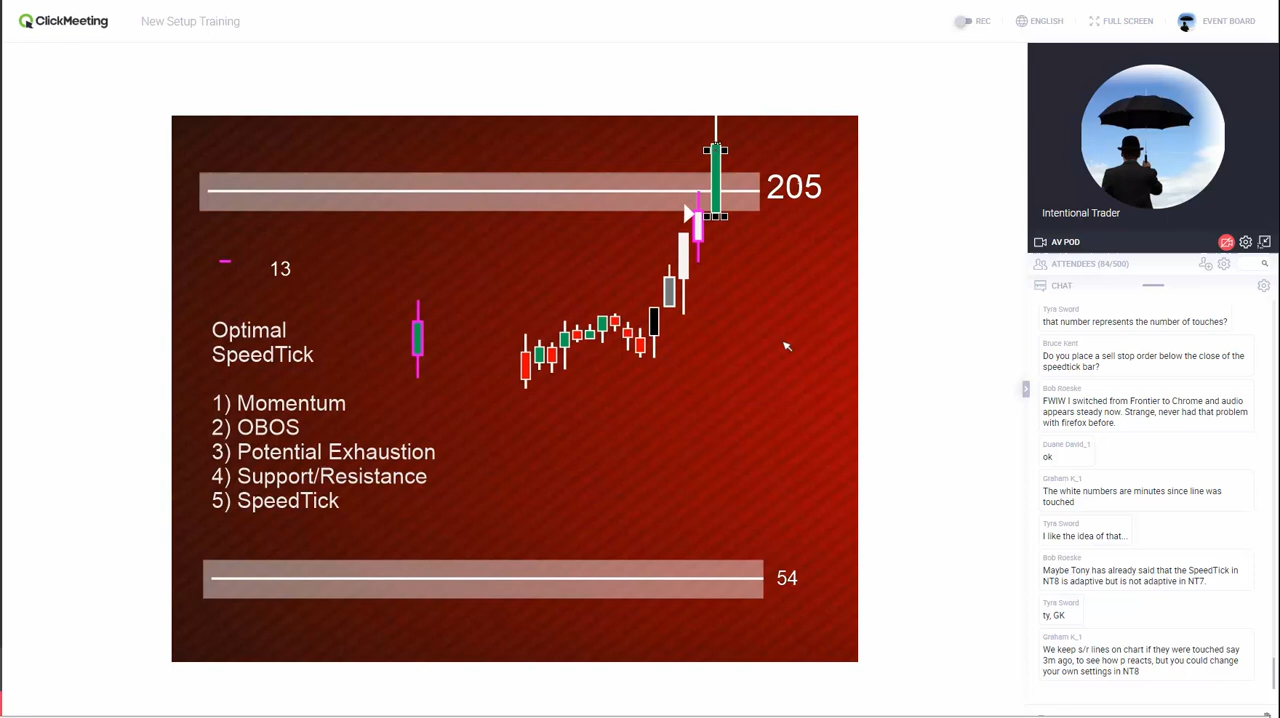 ClickMeeting
New Setup Training
REC
ENGLISH
FULL SCREEN
EVENT BOARD
205
13
Optimal
SpeedTick
1) Momentum
2) OBOS
3) Potential Exhaustion
4) Support/Resistance
5) SpeedTick
54
Intentional Trader
AV POD
ATTENDEES (84/500)
CHAT
Tyra Sword
that number represents the number of touches?
Bruce Kent
Do you place a sell stop order below the close of the
speedtick bar?
Bob Roeske
FWIW I switched from Frontier to Chrome and audio
appears steady now. Strange, never had that problem
with firefox before.
Duane David_1
ok
Graham K_1
The white numbers are minutes since line was
touched
Tyra Sword
I like the idea of that...
Bob Roeske
Maybe Tony has already said that the SpeedTick in
NT8 is adaptive but is not adaptive in NT7.
Tyra Sword
ty, GK
Graham K_1
We keep s/r lines on chart if they were touched say
3m ago, to see how p reacts, but you could change
your own settings in NT8